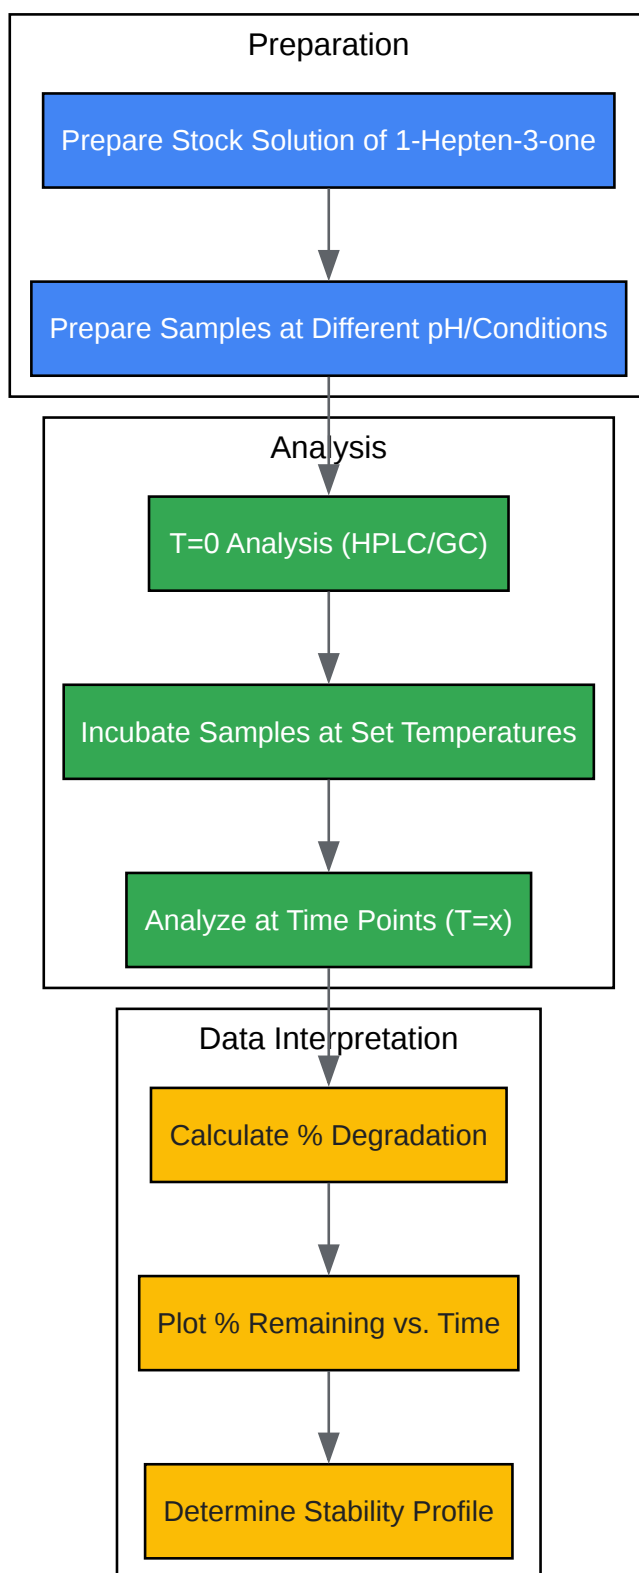 Preparation
Prepare Stock Solution of 1-Hepten-3-one
Prepare Samples at Different pH/Conditions
Analysis
T=0 Analysis (HPLC/GC)
Incubate Samples at Set Temperatures
Analyze at Time Points (T=x)
Data Interpretation
Calculate % Degradation
Plot % Remaining vs. Time
Determine Stability Profile